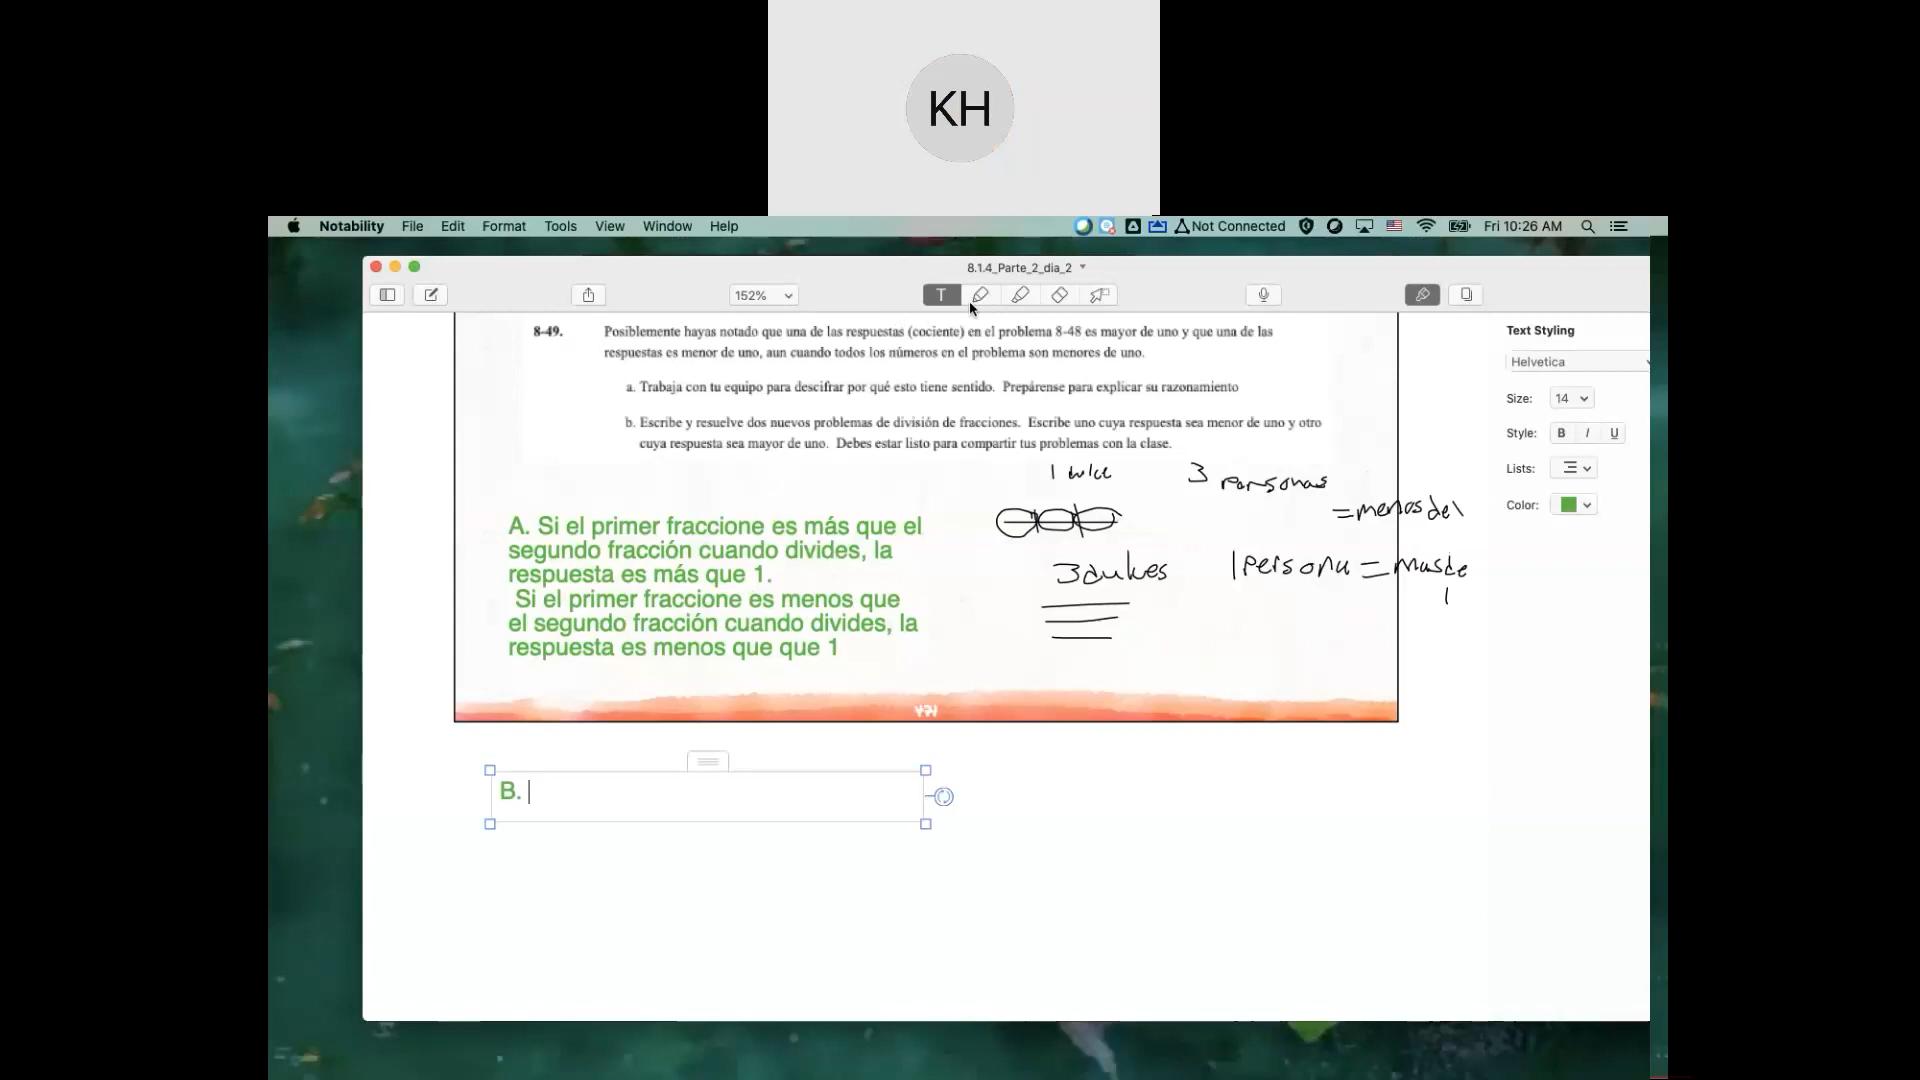 KH
Notability File Edit Format Tools View Window Help Not Connected Fri 10:26 AM
8.1.4_Parte_2_dia_2
152% T
8-49. Posiblemente hayas notado que una de las respuestas (cociente) en el problema 8-48 es mayor de uno y que una de las
respuestas es menor de uno, aun cuando todos los números en el problema son menores de uno.
a. Trabaja con tu equipo para descifrar por qué esto tiene sentido. Prepárense para explicar su razonamiento
b. Escribe y resuelve dos nuevos problemas de división de fracciones. Escribe uno cuya respuesta sea menor de uno y otro
cuya respuesta sea mayor de uno. Debes estar listo para compartir tus problemas con la clase.
1 dulce 3 personas
= menos de 1
3 dulces 1 persona = mas de
1
A. Si el primer fraccione es más que el
segundo fracción cuando divides, la
respuesta es más que 1.
Si el primer fraccione es menos que
el segundo fracción cuando divides, la
respuesta es menos que que 1
B.
Text Styling
Helvetica
Size: 14
Style: B I U
Lists:
Color: